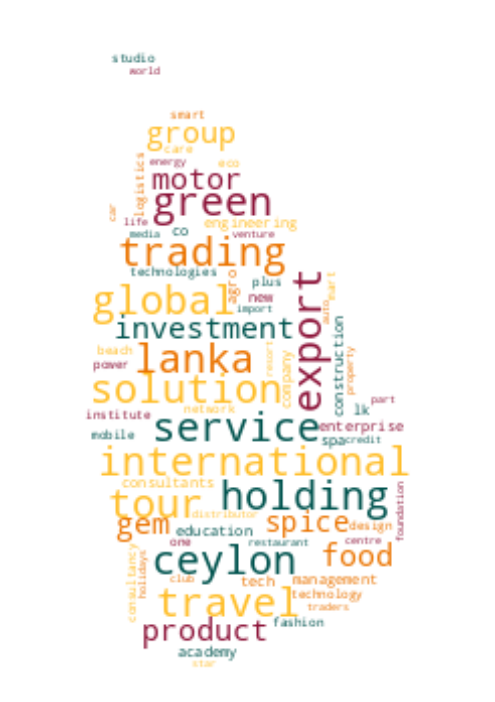 studio
world
smart
group
care
logistics
energy
eco
motor
green
car
life
engineering
media
co
venture
trading
technologies
agro
plus
export
mart
global
new
auto
import
investment
construction
beach
lanka
resort
company
property
power
solution
part
network
lk
institute
service
enterprise
mobile
spa
credit
international
consultants
tour
holding
foundation
distributor
gem
spice
design
education
one
restaurant
centre
ceylon
food
consultancy
holidays
club
tech
management
travel
technology
traders
product
fashion
academy
star